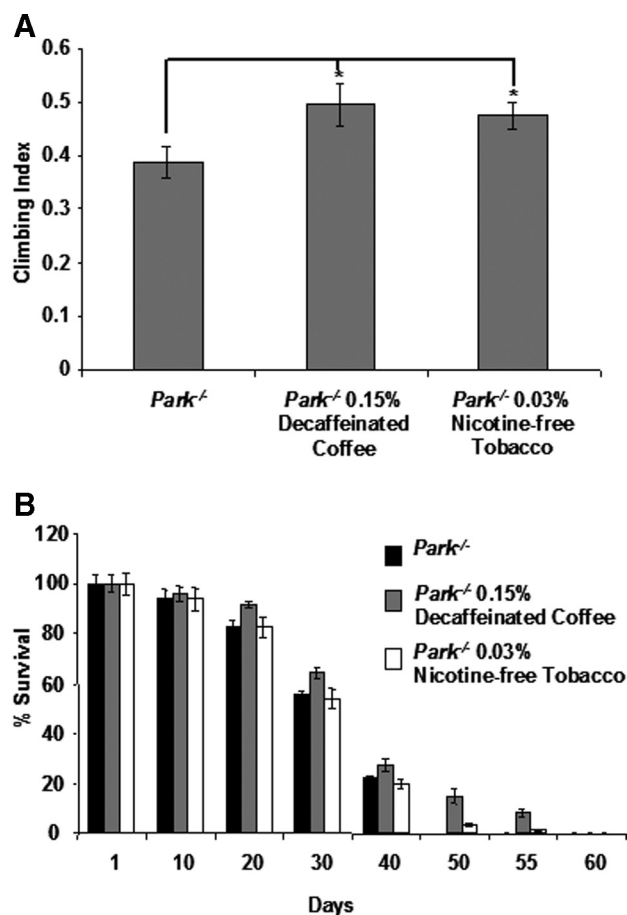 A
0.6
0.5
0.4
0.3
0.2
0.1
0
Climbing Index
*
*
Park-/-
Park-/- 0.15%
Decaffeinated
Coffee
Park-/- 0.03%
Nicotine-free
Tobacco
B
120
100
80
60
40
20
0
% Survival
Park-/-
Park-/- 0.15%
Decaffeinated Coffee
Park-/- 0.03%
Nicotine-free Tobacco
1 10 20 30 40 50 55 60
Days